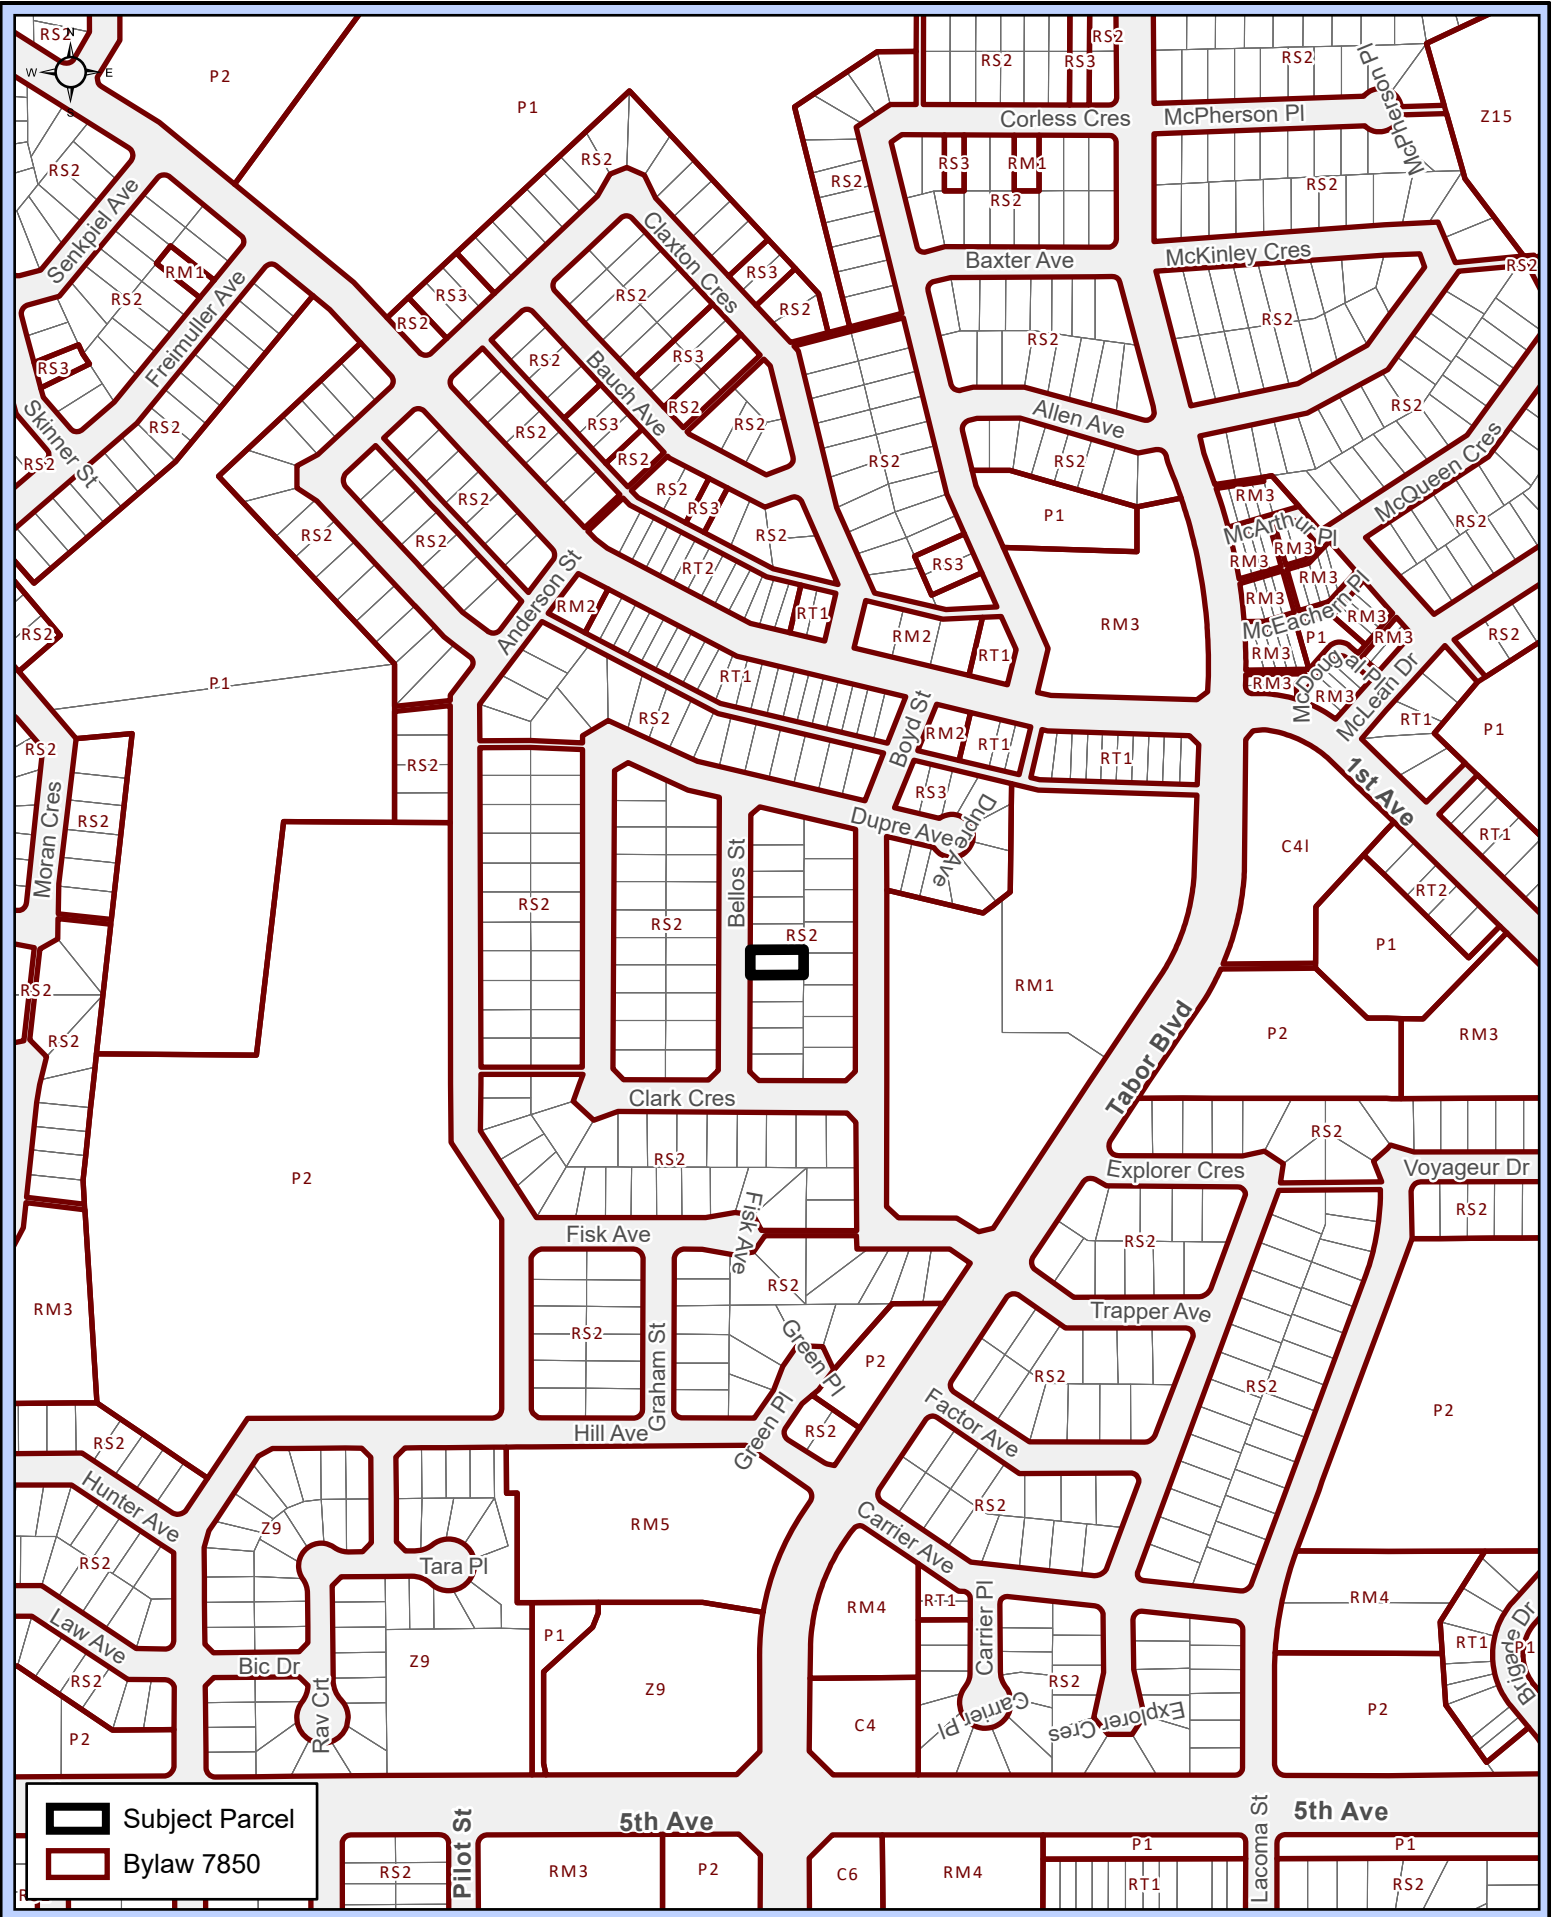 RS2
N
W
E
S
P2
P1
RS2
RS3
RS2
RS2
Corless Cres
McPherson Pl
McPherson Pl
McPherson
Z15
RS2
RS2
RS3
RM1
RS2
RS2
RS2
Senkpiel Ave
RM1
RS2
Freimuller Ave
Claxton Cres
RS3
RS2
RS3
RS2
RS2
Baxter Ave
McKinley Cres
RS2
RS2
RS2
RS3
Skinner St
RS2
RS2
RS2
Bauch Ave
RS3
RS2
RS2
RS3
RS2
RS2
RS2
RS3
RS2
RS2
Allen Ave
RS2
RS2
McQueen Cres
RS2
RS2
RS2
RS2
P1
RM3
McArthur Pl
RM3
RM3
RM3
RM3
McEachern Pl
RM3
P1
RM3
RM3
McDougal Pl
RM3
RM3
McLean Dr
RS2
RT2
RS3
RT1
RM2
Anderson St
RM2
RT1
RM3
RS2
P1
RT1
RS2
Boyd St
RM2
RT1
RT1
RT1
P1
1st Ave
RS2
RS2
RS2
Moran Cres
RS3
Dupre Ave
Dupre Ave
C4l
RT1
RT2
Bellos St
RS2
RS2
RS2
P1
RS2
RS2
RM1
P2
RM3
Tabor Blvd
Clark Cres
RS2
RS2
Explorer Cres
Voyageur Dr
P2
RS2
Fisk Ave
Fisk Ave
RS2
RS2
RM3
RS2
Graham St
Green Pl
P2
Trapper Ave
RS2
RS2
P2
Factor Ave
RS2
Hill Ave
Green Pl
RS2
Hunter Ave
RS2
Z9
Tara Pl
RM5
RS2
Carrier Ave
RM4
RT1
Carrier Pl
RM4
RT1
P1
Brigade Dr
Law Ave
RS2
Bic Dr
Rav Crt
Z9
P1
Z9
RS2
Carrier Pl
Explorer Cres
C4
P2
P2
Subject Parcel
Bylaw 7850
Pilot St
5th Ave
5th Ave
Lacoma St
RS2
RM3
P2
C6
RM4
P1
RT1
P1
RS2